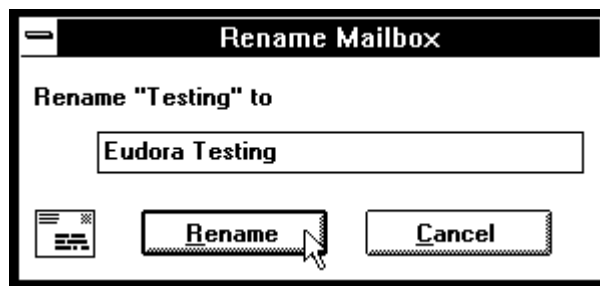 Rename Mailbox
Rename "Testing" to
Eudora Testing
Rename Cancel